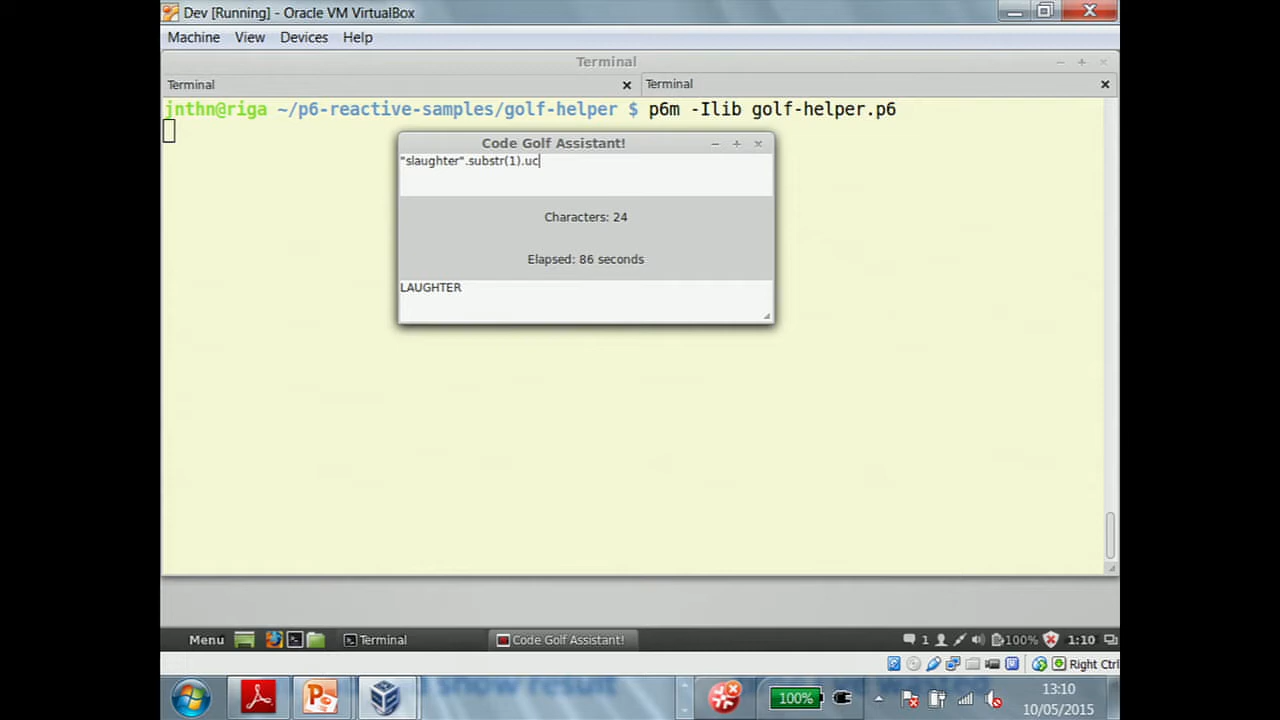 Dev [Running] - Oracle VM VirtualBox
Machine View Devices Help
Terminal
Terminal Terminal
jnthn@riga ~/p6-reactive-samples/golf-helper $ p6m -Ilib golf-helper.p6
Code Golf Assistant!
"slaughter".substr(1).uc
Characters: 24
Elapsed: 86 seconds
LAUGHTER
Menu Terminal Code Golf Assistant! 1 100% 1:10
Right Ctrl
show result
100% 13:10
10/05/2015